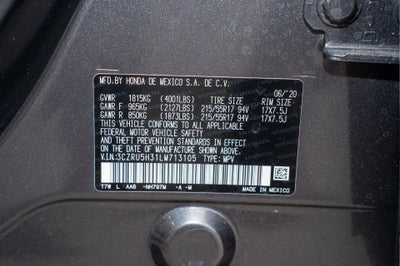 MFD.BY HONDA DE MEXICO S.A. DE C.V.
06/'20
GVWR 1815KG (4001LBS) TIRE SIZE RIM SIZE
GAWR F 965KG (2127LBS) 215/55R17 94V 17X7.5J
GAWR R 850KG (1873LBS) 215/55R17 94V 17X7.5J
THIS VEHICLE CONFORMS TO ALL APPLICABLE
FEDERAL MOTOR VEHICLE SAFETY
AND THEFT PREVENTION STANDARDS IN EFFECT
ON THE DATE OF MANUFACTURE SHOWN ABOVE.
V.I.N:3CZRU5H31LM713105 TYPE: MPV
T7W L AA6 -NH797M -A -M
MADE IN MEXICO